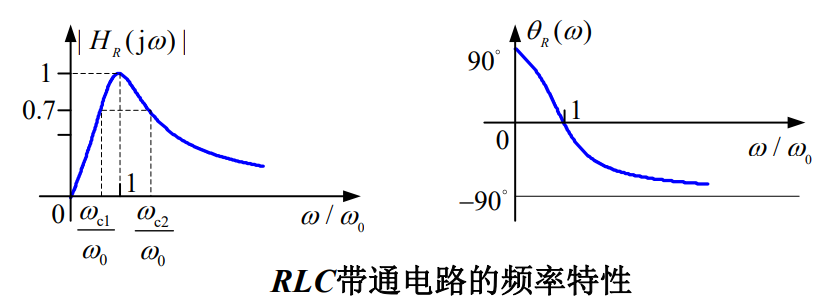 | H_R(jω) |
1
0.7
0
ω_c1/ω_0
1
ω_c2/ω_0
ω / ω_0
θ_R(ω)
90°
0
1
ω / ω_0
−90°
RLC带通电路的频率特性